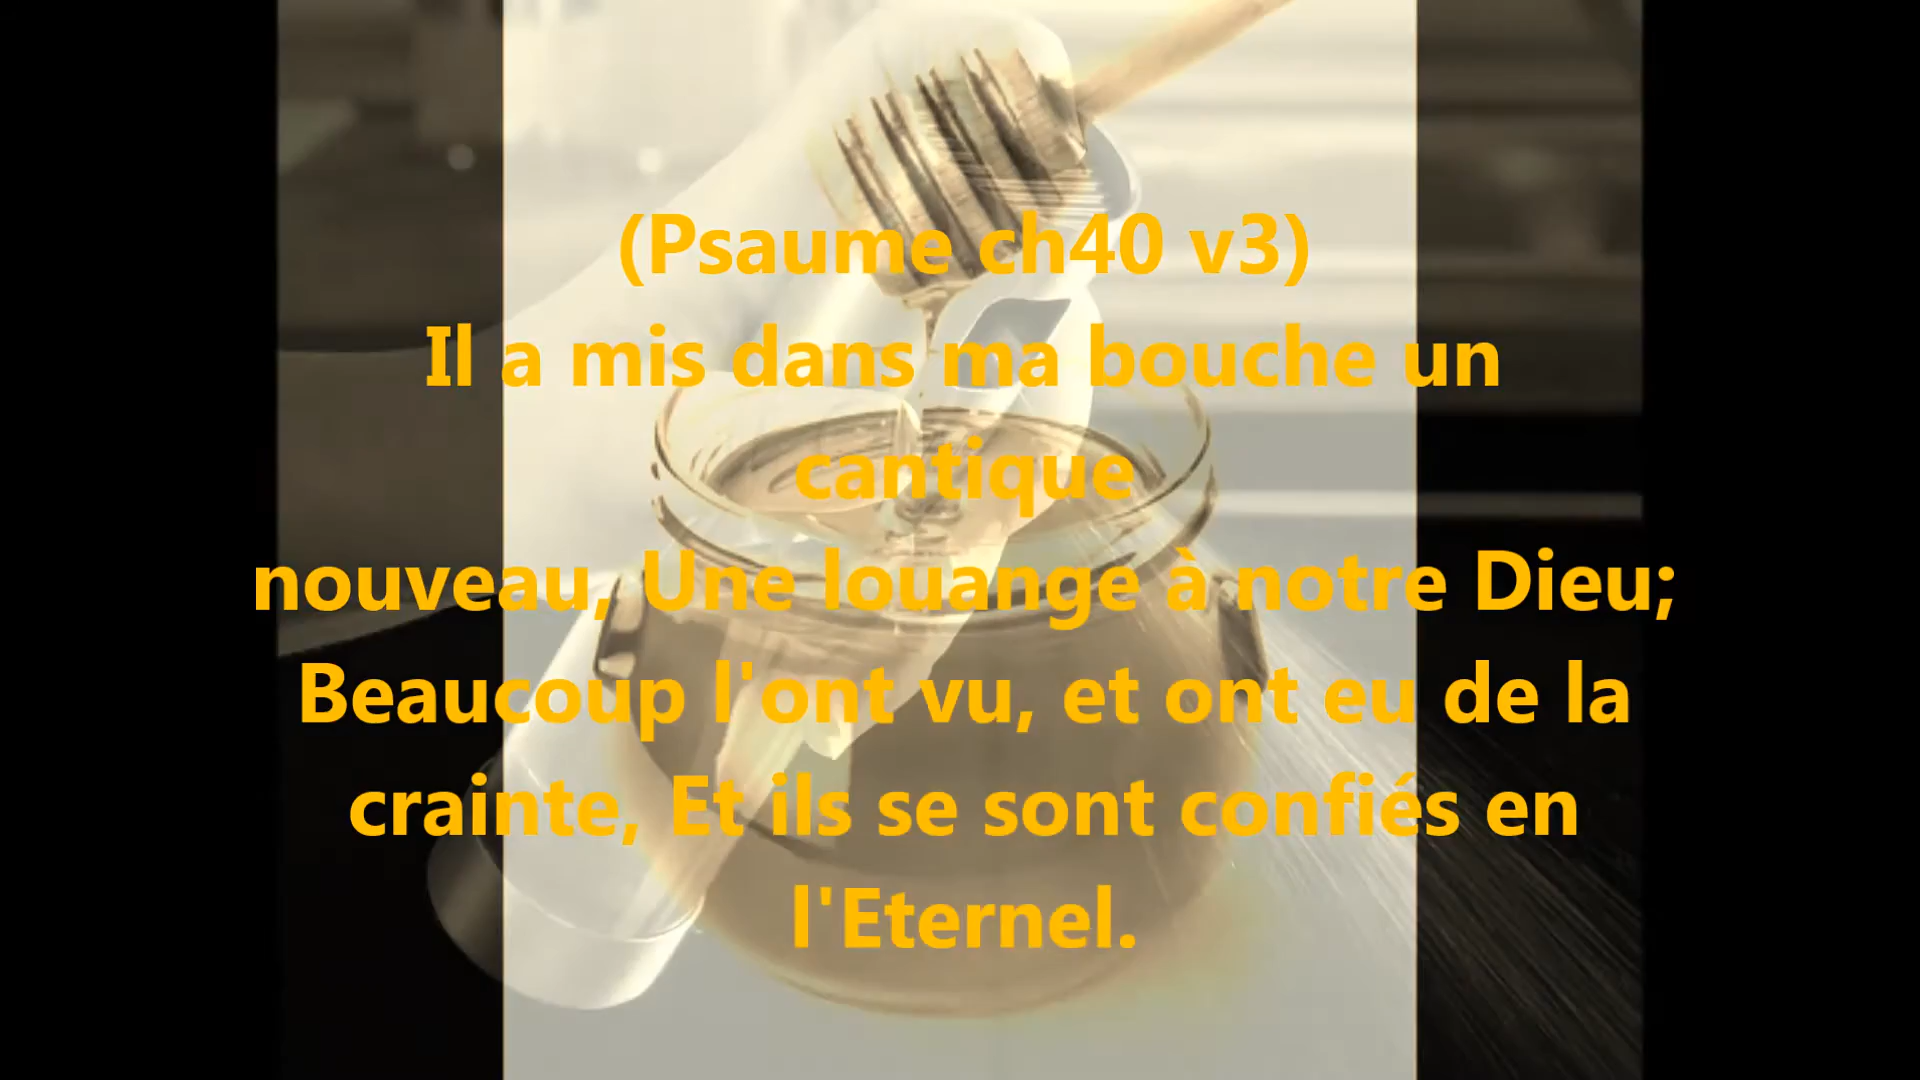 (Psaume ch40 v3)
Il a mis dans ma bouche un
cantique
nouveau, Une louange à notre Dieu;
Beaucoup l'ont vu, et ont eu de la
crainte, Et ils se sont confiés en
l'Eternel.